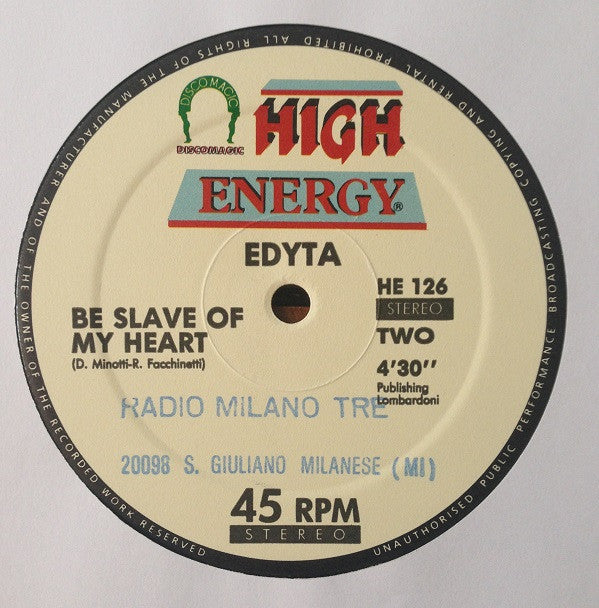 DISCO MAGIC
DISCOMAGIC
HIGH
ENERGY®
EDYTA
BE SLAVE OF
MY HEART
(D. Minotti-R. Facchinetti)
HE 126
STEREO
TWO
4'30''
Publishing
Lombardoni
RADIO MILANO TRE
20098 S. GIULIANO MILANESE (MI)
45 RPM
STEREO
ALL RIGHTS OF THE MANUFACTURER AND OF THE OWNER OF THE RECORDED WORK RESERVED
UNAUTHORISED PUBLIC PERFORMANCE BROADCASTING COPYING AND RENTAL PROHIBITED